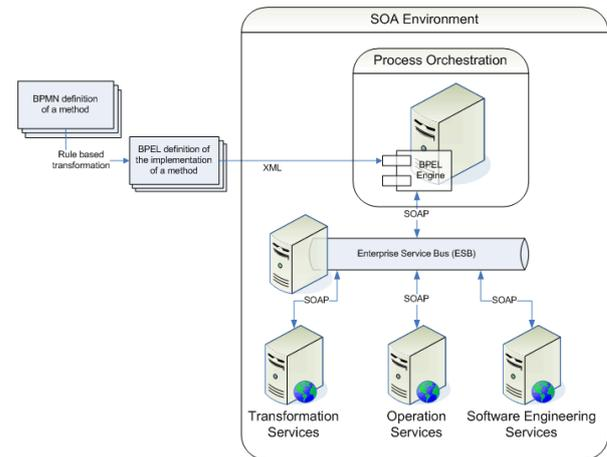 SOA Environment
Process Orchestration
BPMN definition
of a method
Rule based
transformation
BPEL definition of
the implementation
of a method
XML
BPEL
Engine
SOAP
Enterprise Service Bus (ESB)
SOAP
SOAP
SOAP
Transformation
Services
Operation
Services
Software Engineering
Services